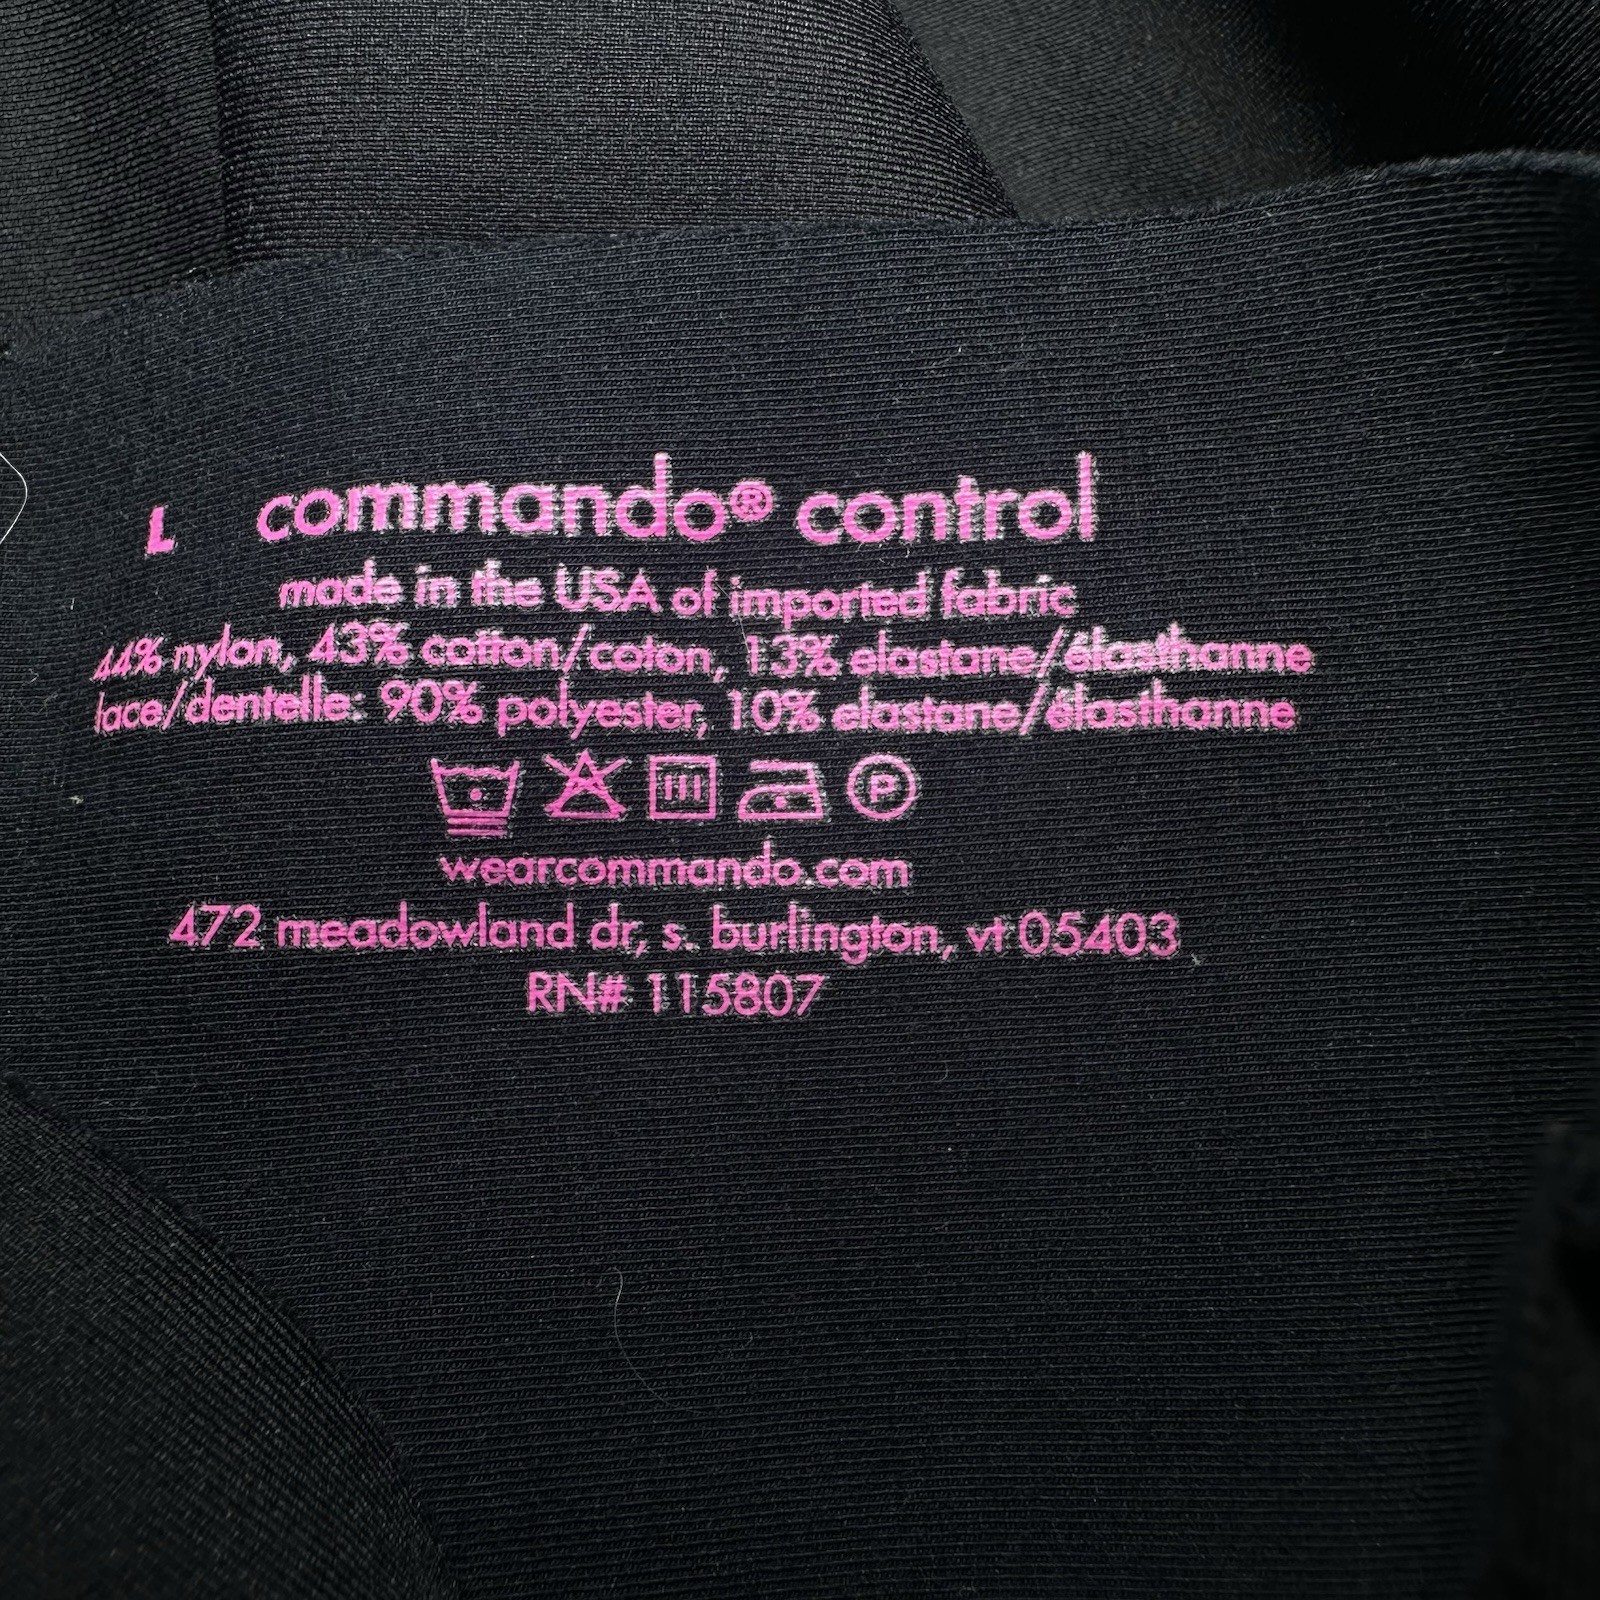 L commando® control
made in the USA of imported fabric
44% nylon, 43% cotton/coton, 13% elastane/élasthanne
lace/dentelle: 90% polyester, 10% elastane/élasthanne
P
wearcommando.com
472 meadowland dr, s. burlington, vt 05403
RN# 115807